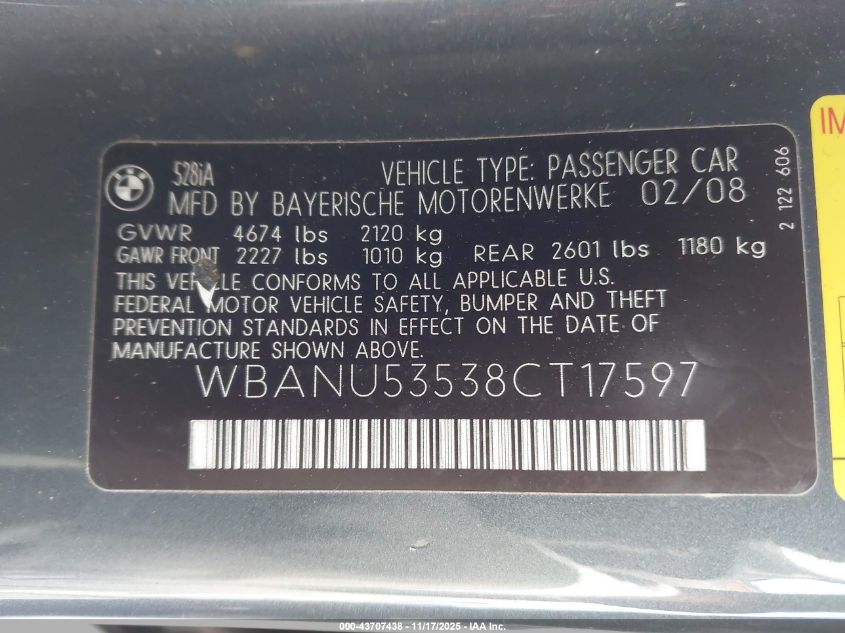 528iA VEHICLE TYPE: PASSENGER CAR
MFD BY BAYERISCHE MOTORENWERKE 02/08
GVWR 4674 lbs 2120 kg
GAWR FRONT 2227 lbs 1010 kg REAR 2601 lbs 1180 kg
THIS VEHICLE CONFORMS TO ALL APPLICABLE U.S.
FEDERAL MOTOR VEHICLE SAFETY, BUMPER AND THEFT
PREVENTION STANDARDS IN EFFECT ON THE DATE OF
MANUFACTURE SHOWN ABOVE.
WBANU53538CT17597
2 122 606
IM
000-43707438 - 11/17/2025 - IAA Inc.